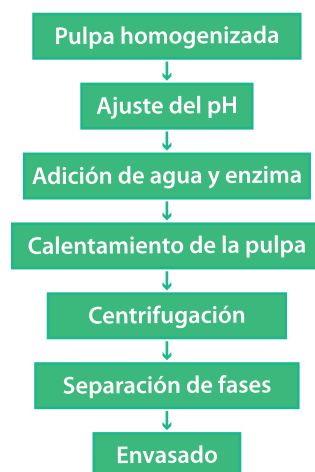 Pulpa homogenizada
Ajuste del pH
Adición de agua y enzima
Calentamiento de la pulpa
Centrifugación
Separación de fases
Envasado